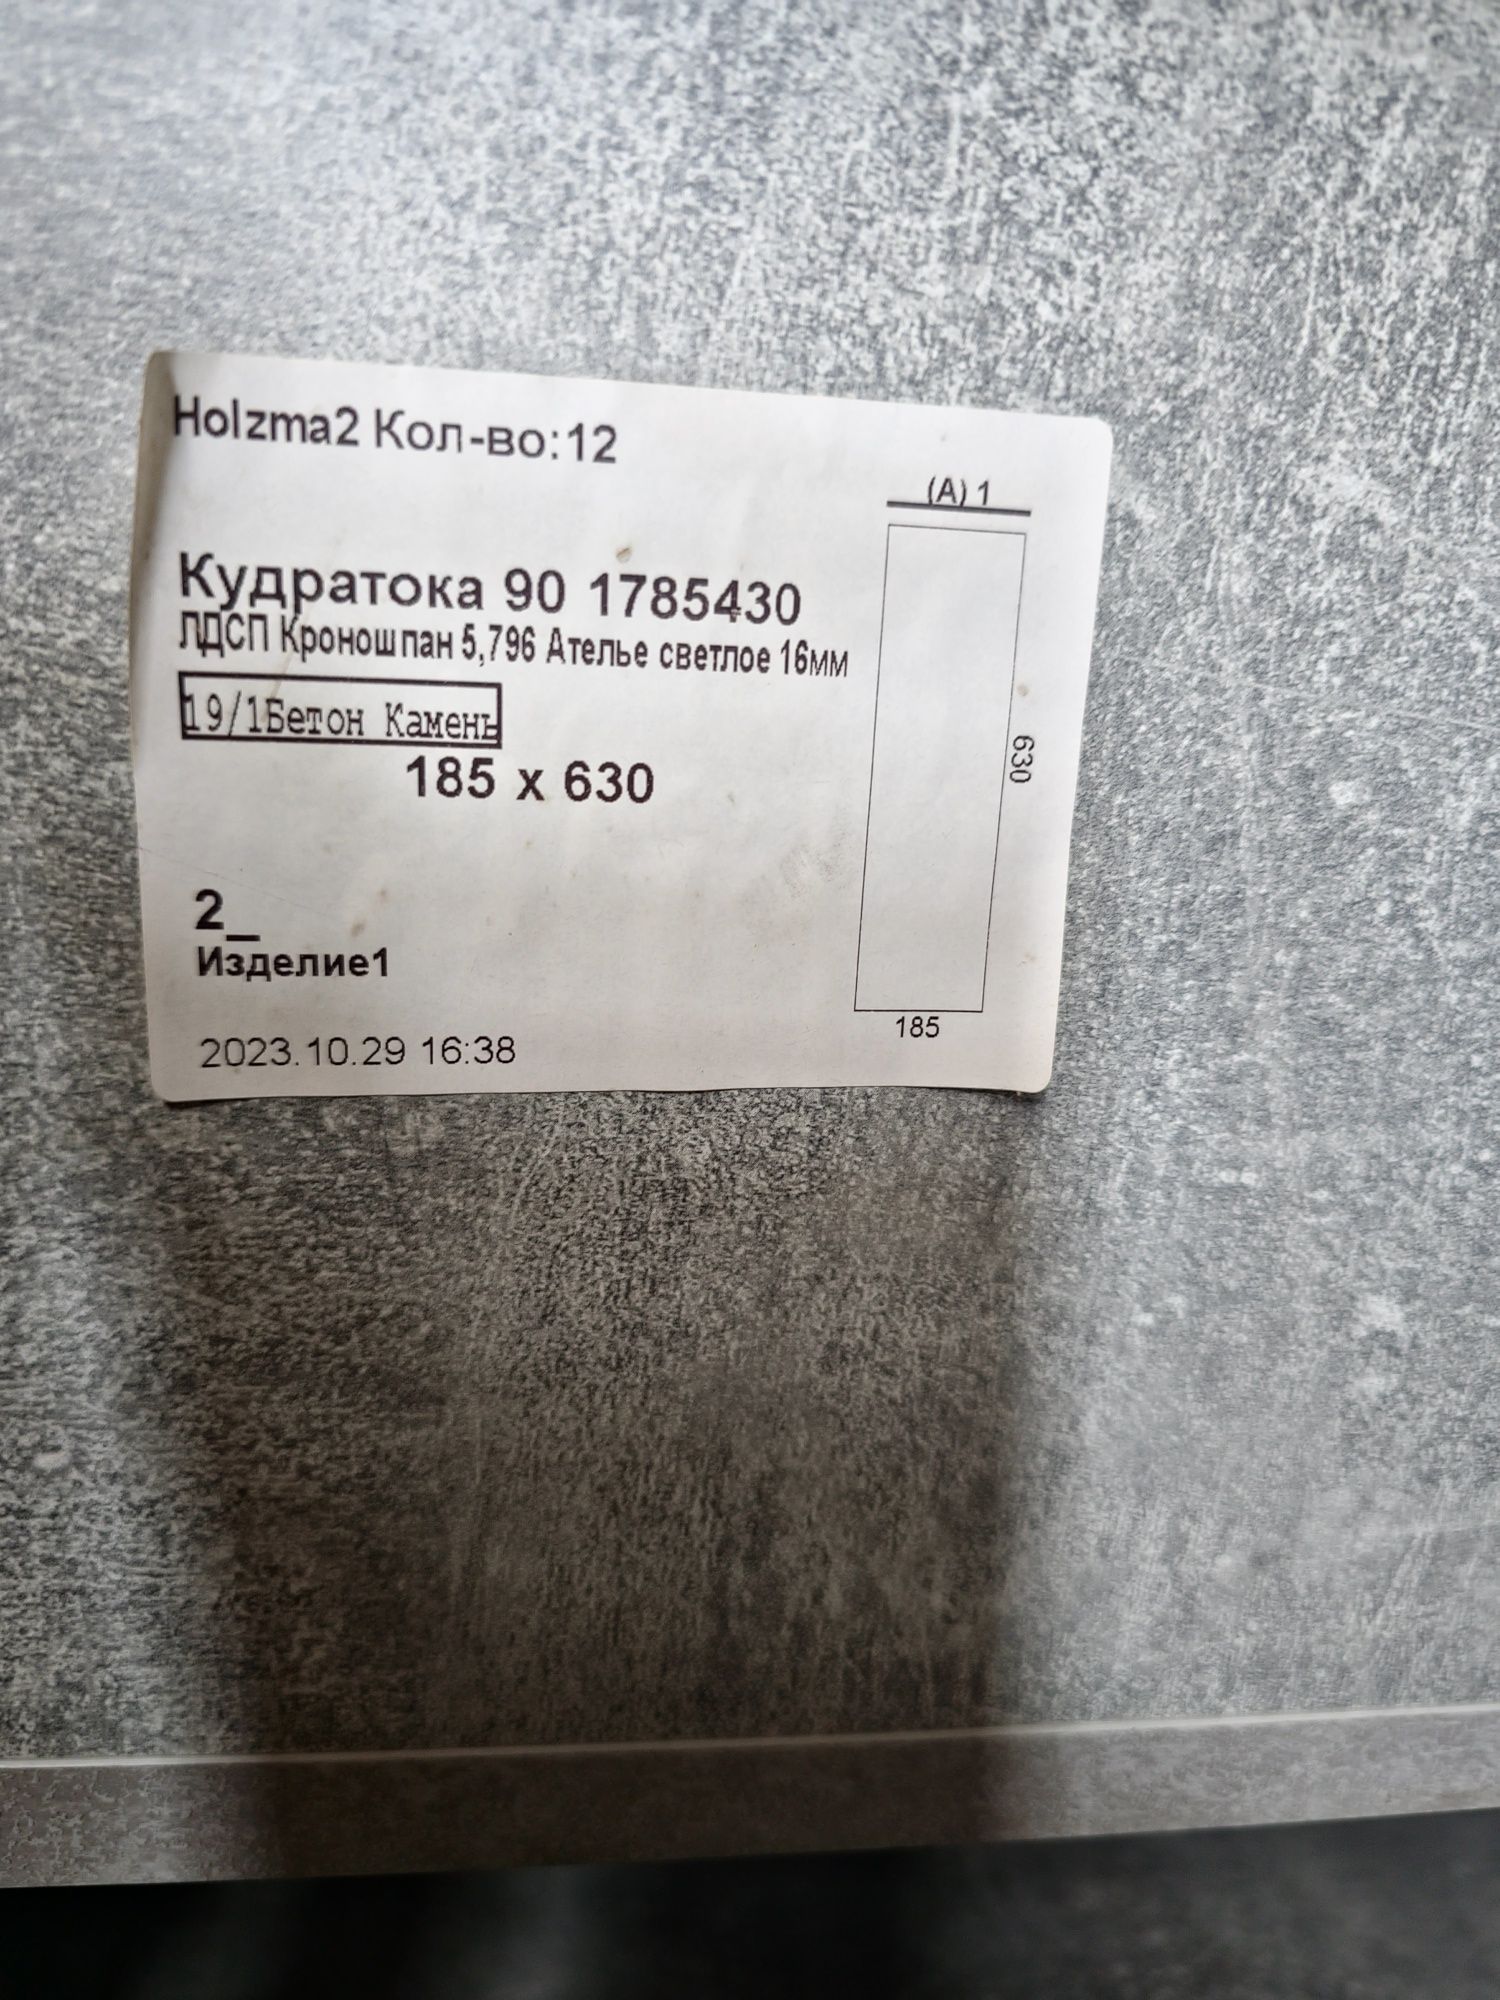 Holzma2 Кол-во:12
(A) 1
Кудратока 90 1785430
ЛДСП Кроношпан 5,796 Ателье светлое 16мм
19/1Бетон Камень
185 x 630
630
2_
Изделие1
185
2023.10.29 16:38